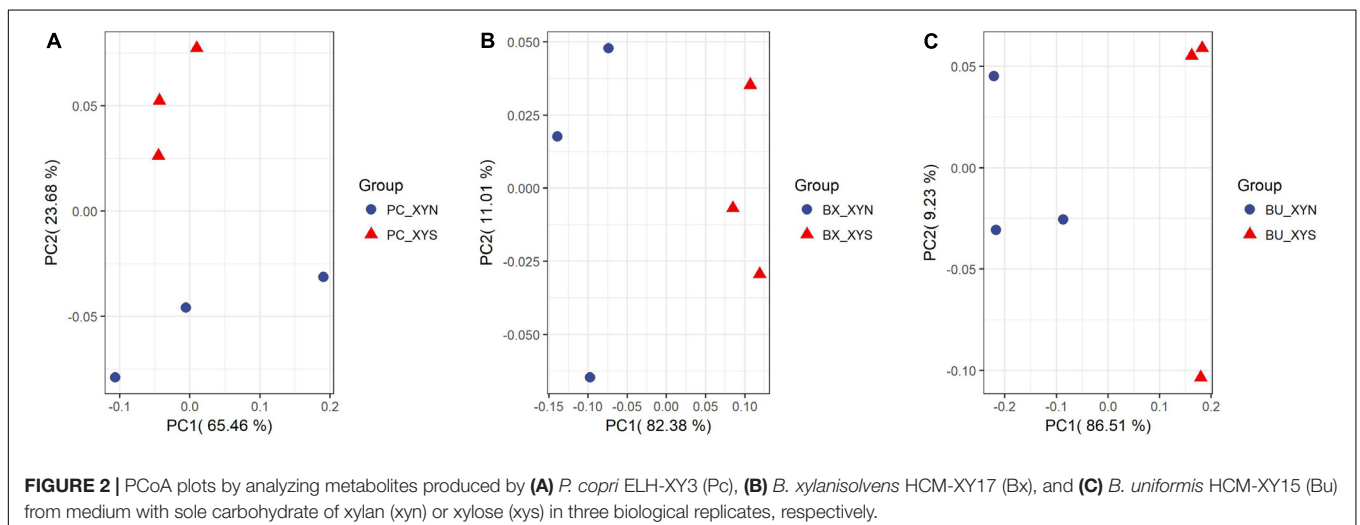 A
0.05
0.00
-0.05
PC2( 23.68 %)
-0.1
0.0
0.1
0.2
PC1( 65.46 %)
Group
PC_XYN
PC_XYS
B
0.050
0.025
0.000
-0.025
-0.050
PC2( 11.01 %)
-0.15
-0.10
-0.05
0.00
0.05
0.10
PC1( 82.38 %)
Group
BX_XYN
BX_XYS
C
0.05
0.00
-0.05
-0.10
PC2( 9.23 %)
-0.2
-0.1
0.0
0.1
0.2
PC1( 86.51 %)
Group
BU_XYN
BU_XYS
FIGURE 2 | PCoA plots by analyzing metabolites produced by (A) P. copri ELH-XY3 (Pc), (B) B. xylanisolvens HCM-XY17 (Bx), and (C) B. uniformis HCM-XY15 (Bu)
from medium with sole carbohydrate of xylan (xyn) or xylose (xys) in three biological replicates, respectively.